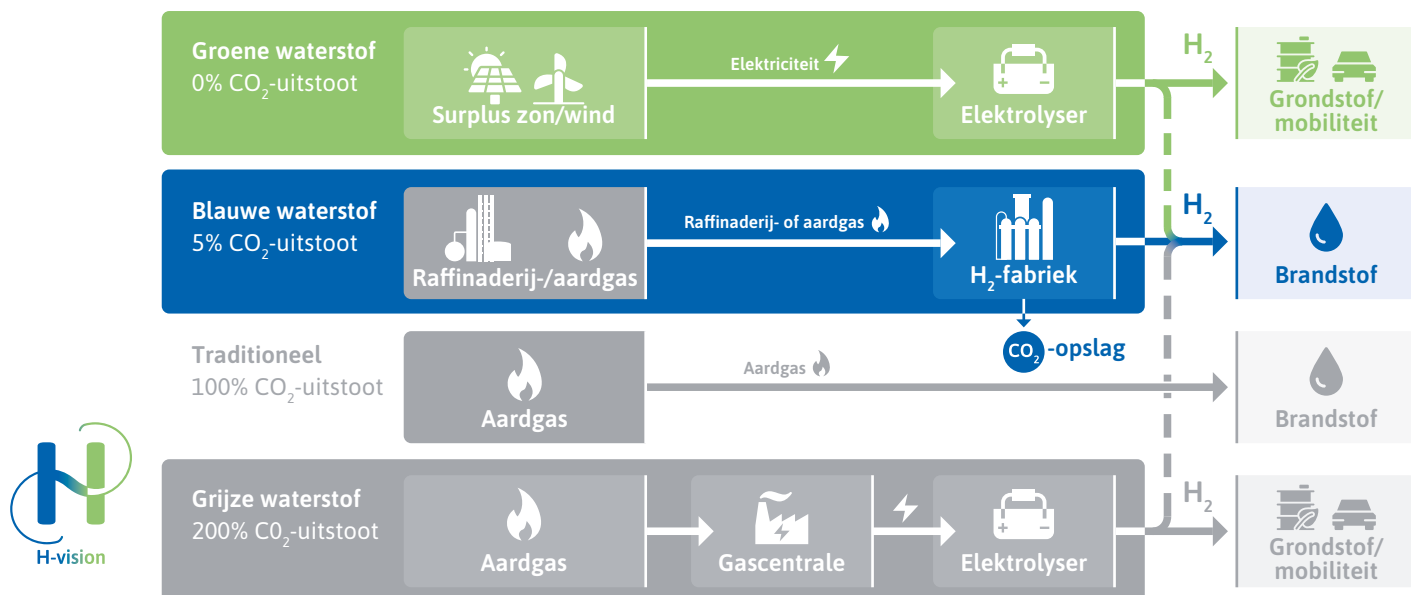 Groene waterstof
0% CO₂-uitstoot
Surplus zon/wind
Elektriciteit
+ −
Elektrolyser
H₂
Grondstof/
mobiliteit
Blauwe waterstof
5% CO₂-uitstoot
Raffinaderij-/aardgas
Raffinaderij- of aardgas
H₂-fabriek
H₂
Brandstof
CO₂-opslag
Traditioneel
100% CO₂-uitstoot
Aardgas
Aardgas
Brandstof
Grijze waterstof
200% C0₂-uitstoot
Aardgas
Gascentrale
+ −
Elektrolyser
H₂
Grondstof/
mobiliteit
H
H-vision